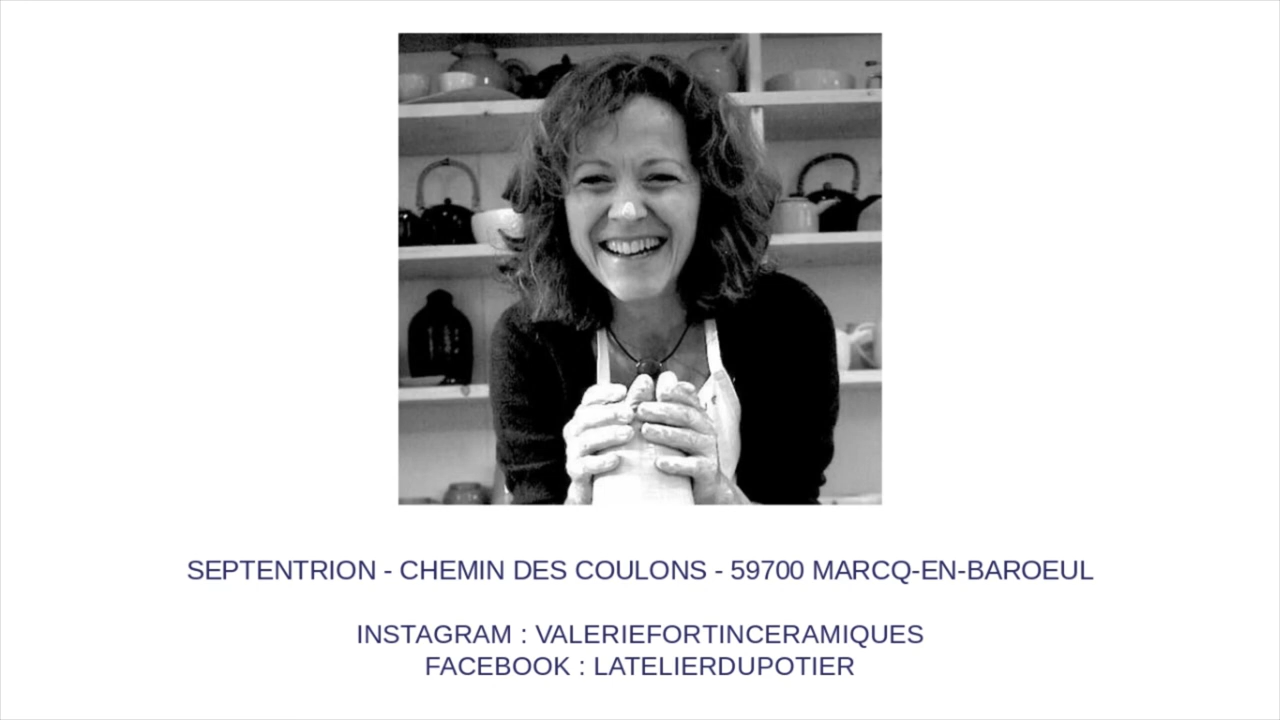 SEPTENTRION - CHEMIN DES COULONS - 59700 MARCQ-EN-BAROEUL
INSTAGRAM : VALERIEFORTINCERAMIQUES
FACEBOOK : LATELIERDUPOTIER